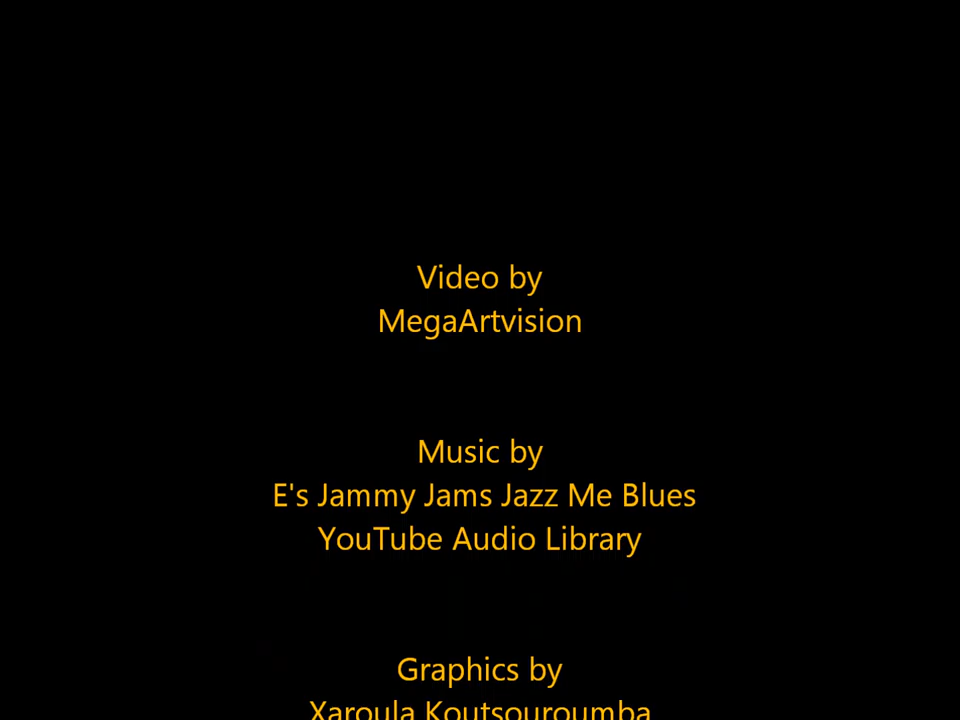 Video by
MegaArtvision
Music by
E's Jammy Jams Jazz Me Blues
YouTube Audio Library
Graphics by
Xaroula Koutsouroumba